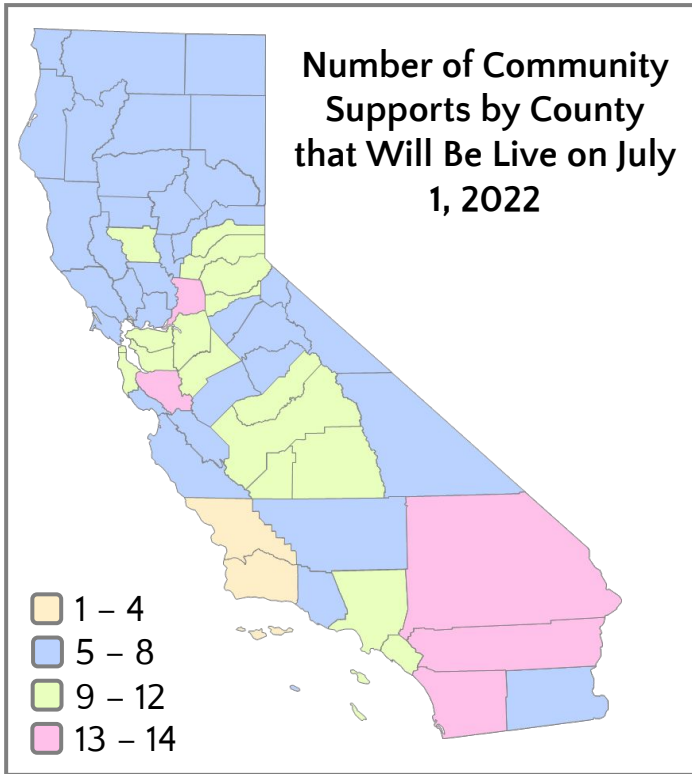 Number of Community
Supports by County
that Will Be Live on July
1, 2022
1 – 4
5 – 8
9 – 12
13 – 14